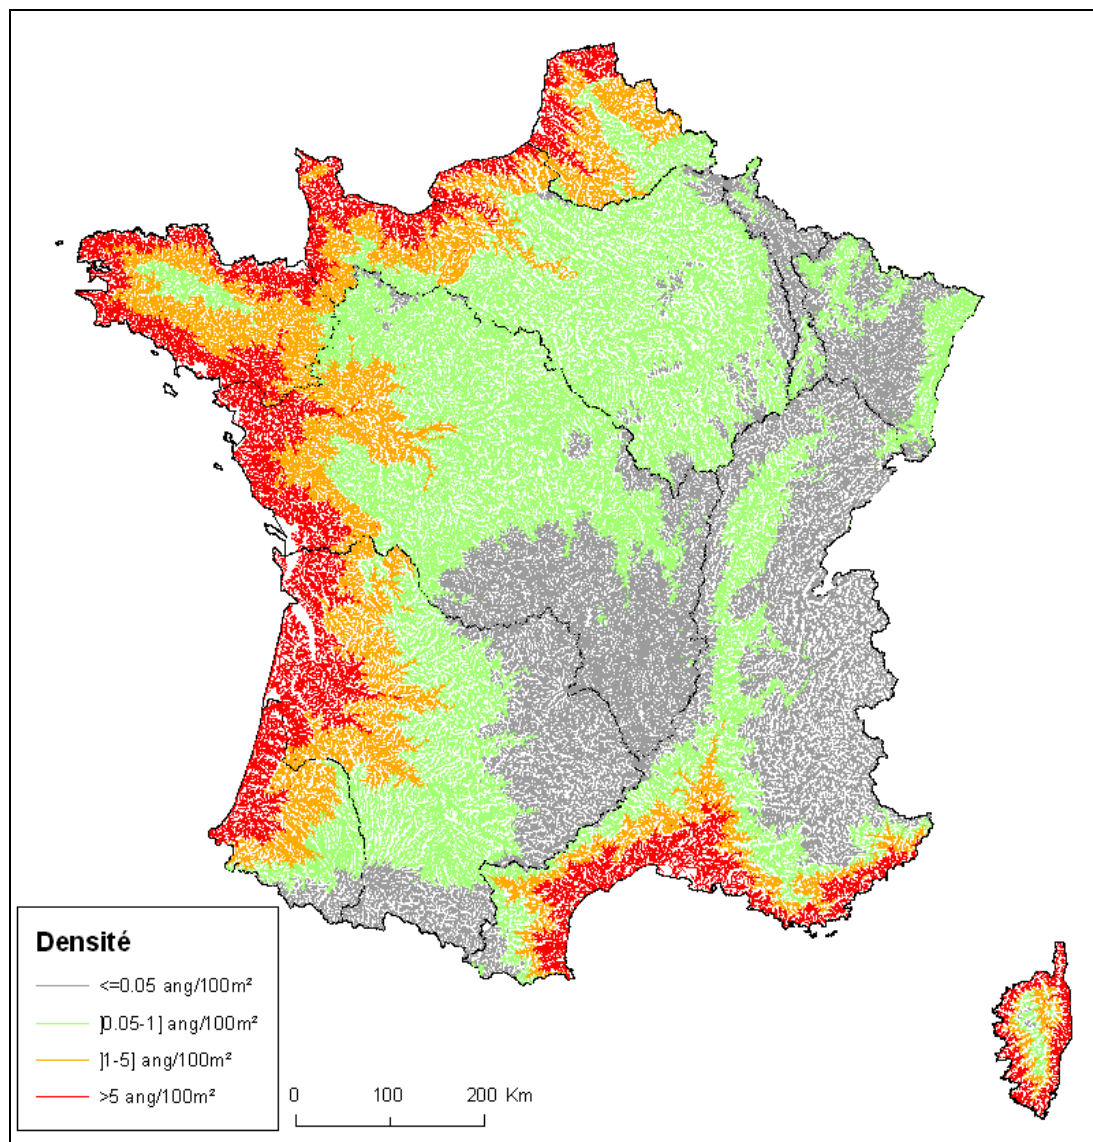 Densité
<=0.05 ang/100m²
]0.05-1] ang/100m²
]1-5] ang/100m²
>5 ang/100m²
0 100 200 Km